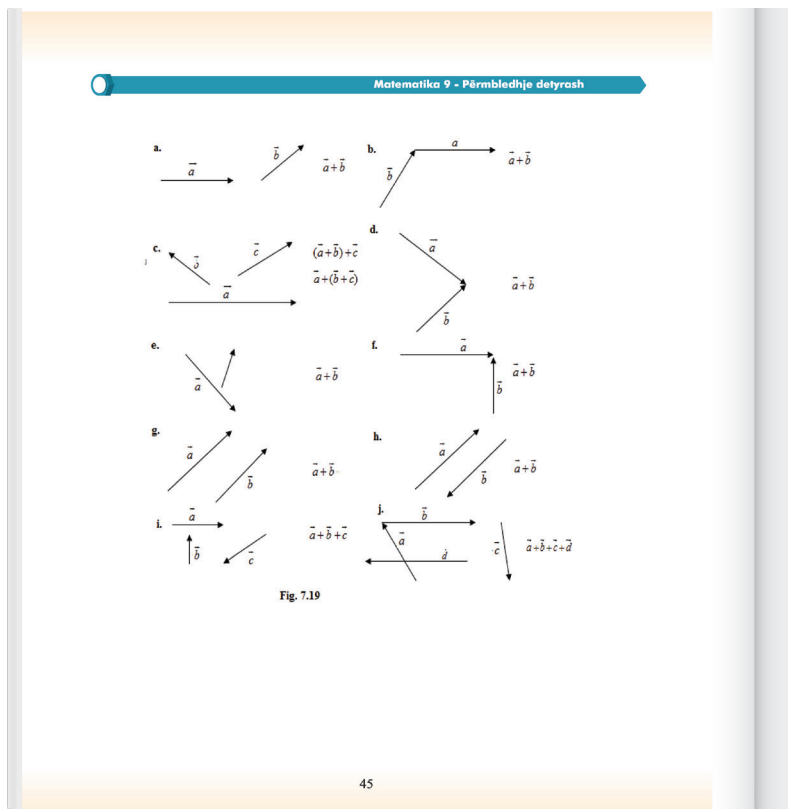 Matematika 9 - Përmbledhje detyrash
a. a⃗ b⃗ a⃗+b⃗
b. a b⃗ a⃗+b⃗
c. b⃗ c⃗ (a⃗+b⃗)+c⃗
a⃗ a⃗+(b⃗+c⃗)
d. a⃗ b⃗ a⃗+b⃗
e. a⃗ a⃗+b⃗
f. a⃗ b⃗ a⃗+b⃗
g. a⃗ b⃗ a⃗+b⃗
h. a⃗ b⃗ a⃗+b⃗
i. a⃗ b⃗ c⃗ a⃗+b⃗+c⃗
j. b⃗ a⃗ d⃗ c⃗ a⃗+b⃗+c⃗+d⃗
Fig. 7.19
45